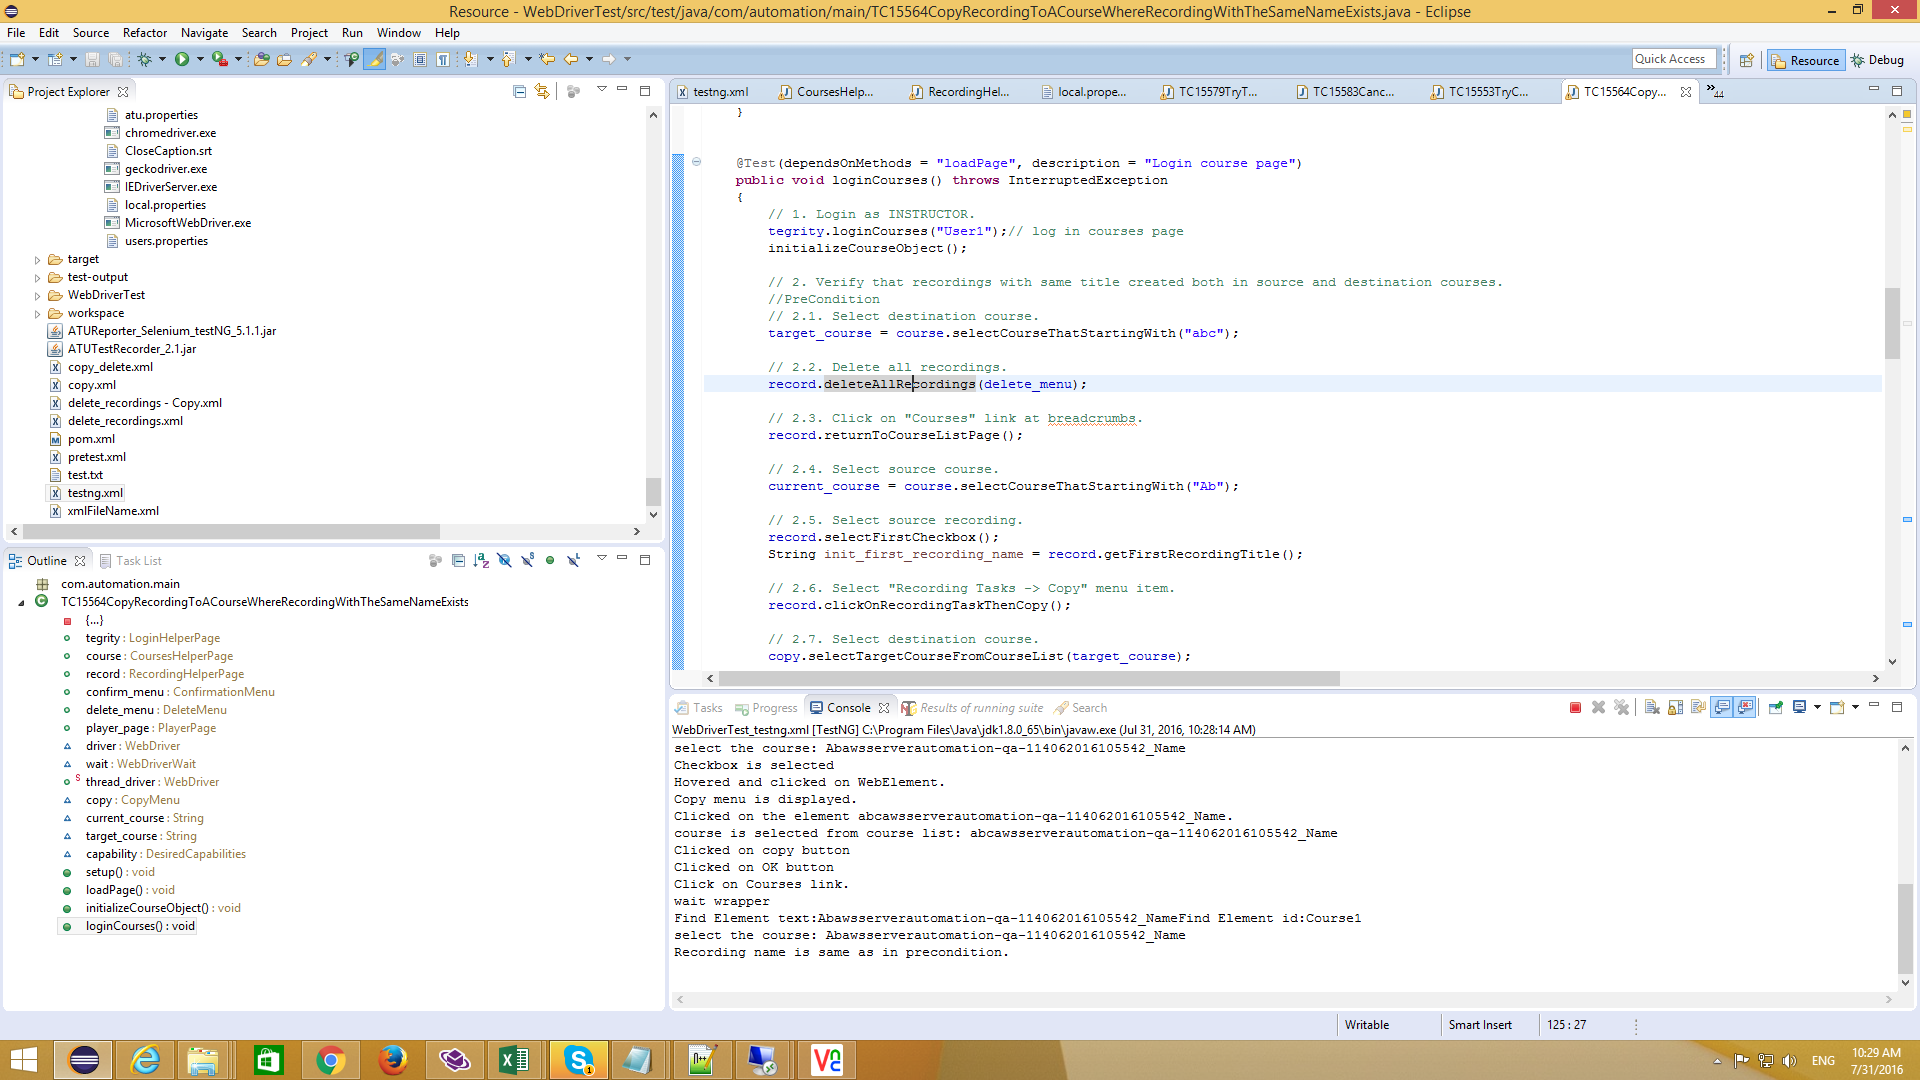 Resource - WebDriverTest/src/test/java/com/automation/main/TC15564CopyRecordingToACourseWhereRecordingWithTheSameNameExists.java - Eclipse
File Edit Source Refactor Navigate Search Project Run Window Help
Quick Access
Resource
Debug
Project Explorer
atu.properties
chromedriver.exe
CloseCaption.srt
geckodriver.exe
IEDriverServer.exe
local.properties
MicrosoftWebDriver.exe
users.properties
target
test-output
WebDriverTest
workspace
ATUReporter_Selenium_testNG_5.1.1.jar
ATUTestRecorder_2.1.jar
copy_delete.xml
copy.xml
delete_recordings - Copy.xml
delete_recordings.xml
pom.xml
pretest.xml
test.txt
testng.xml
xmlFileName.xml
Outline Task List
com.automation.main
TC15564CopyRecordingToACourseWhereRecordingWithTheSameNameExists
{...}
tegrity : LoginHelperPage
course : CoursesHelperPage
record : RecordingHelperPage
confirm_menu : ConfirmationMenu
delete_menu : DeleteMenu
player_page : PlayerPage
driver : WebDriver
wait : WebDriverWait
thread_driver : WebDriver
copy : CopyMenu
current_course : String
target_course : String
capability : DesiredCapabilities
setup() : void
loadPage() : void
initializeCourseObject() : void
loginCourses() : void
testng.xml CoursesHelp... RecordingHel... local.prope... TC15579TryT... TC15583Canc... TC15553TryC... TC15564Copy... »44
}
@Test(dependsOnMethods = "loadPage", description = "Login course page")
public void loginCourses() throws InterruptedException
{
// 1. Login as INSTRUCTOR.
tegrity.loginCourses("User1");// log in courses page
initializeCourseObject();
// 2. Verify that recordings with same title created both in source and destination courses.
//PreCondition
// 2.1. Select destination course.
target_course = course.selectCourseThatStartingWith("abc");
// 2.2. Delete all recordings.
record.deleteAllRecordings(delete_menu);
// 2.3. Click on "Courses" link at breadcrumbs.
record.returnToCourseListPage();
// 2.4. Select source course.
current_course = course.selectCourseThatStartingWith("Ab");
// 2.5. Select source recording.
record.selectFirstCheckbox();
String init_first_recording_name = record.getFirstRecordingTitle();
// 2.6. Select "Recording Tasks -> Copy" menu item.
record.clickOnRecordingTaskThenCopy();
// 2.7. Select destination course.
copy.selectTargetCourseFromCourseList(target_course);
Tasks Progress Console Results of running suite Search
WebDriverTest_testng.xml [TestNG] C:\Program Files\Java\jdk1.8.0_65\bin\javaw.exe (Jul 31, 2016, 10:28:14 AM)
select the course: Abawsserverautomation-qa-114062016105542_Name
Checkbox is selected
Hovered and clicked on WebElement.
Copy menu is displayed.
Clicked on the element abcawsserverautomation-qa-114062016105542_Name.
course is selected from course list: abcawsserverautomation-qa-114062016105542_Name
Clicked on copy button
Clicked on OK button
Click on Courses link.
wait wrapper
Find Element text:Abawsserverautomation-qa-114062016105542_NameFind Element id:Course1
select the course: Abawsserverautomation-qa-114062016105542_Name
Recording name is same as in precondition.
Writable Smart Insert 125 : 27
ENG
10:29 AM
7/31/2016